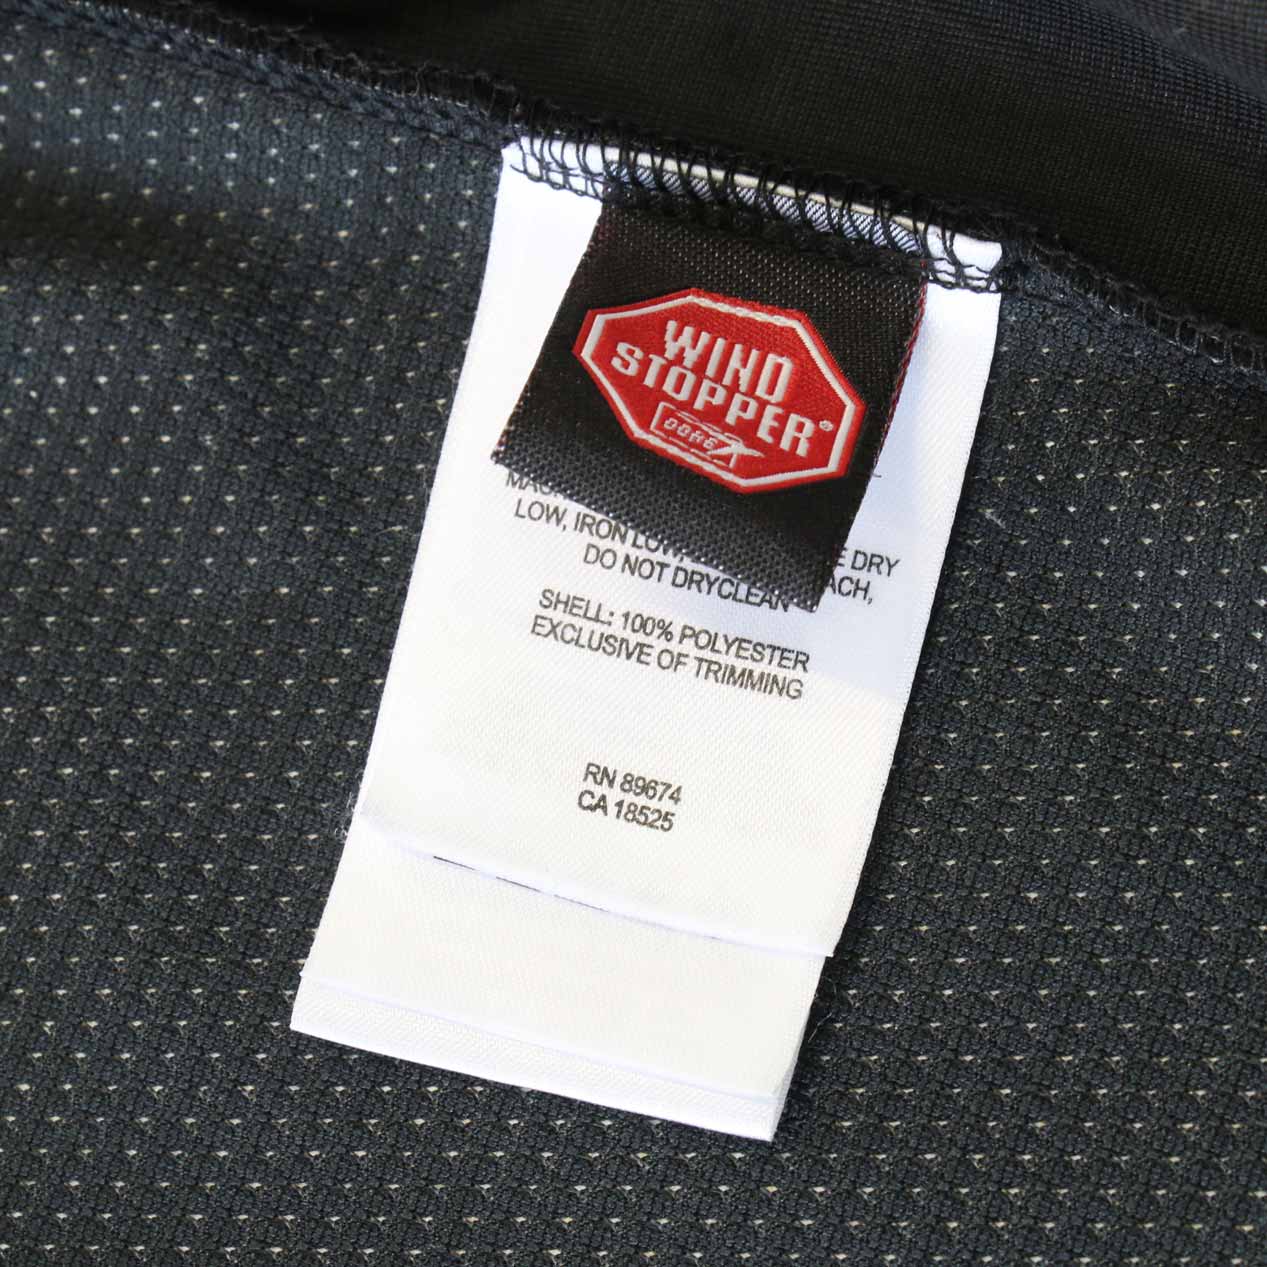 WIND
STOPPER®
GORE
LOW, IRON LOW, DRY
DO NOT DRYCLEAN
SHELL: 100% POLYESTER
EXCLUSIVE OF TRIMMING
RN 89674
CA 18525